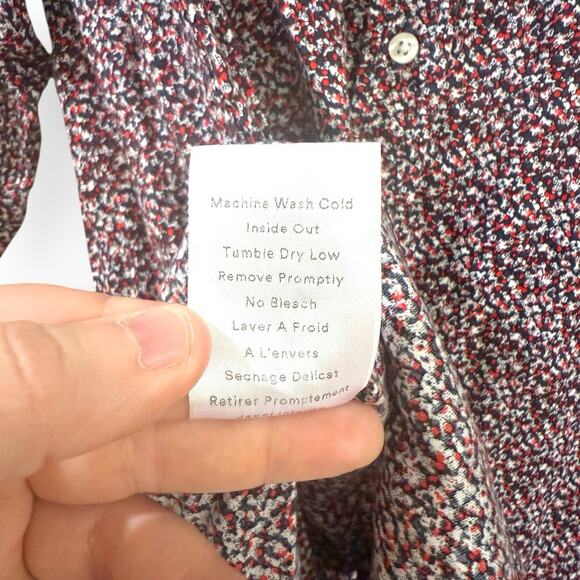 Machine Wash Cold
Inside Out
Tumble Dry Low
Remove Promptly
No Bleach
Laver A Froid
A L'envers
Sechage Delicat
Retirer Promptement